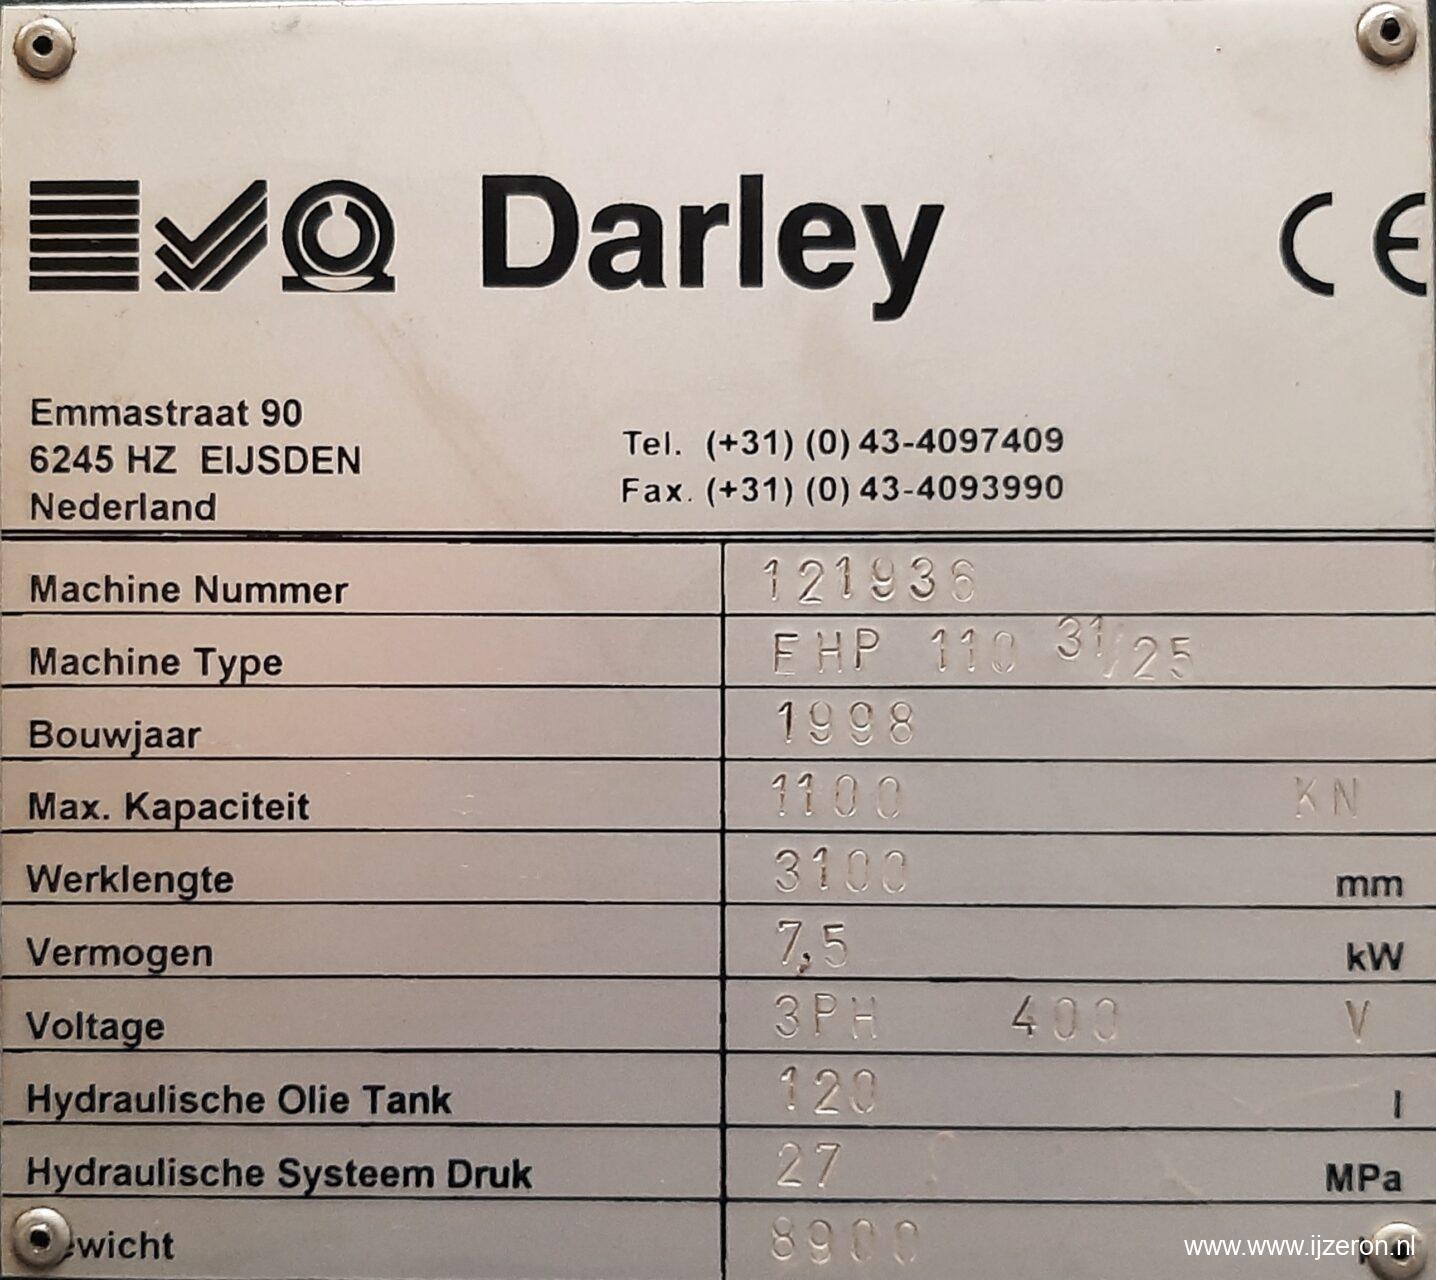 Darley CE
Emmastraat 90
6245 HZ EIJSDEN
Nederland
Tel. (+31) (0) 43-4097409
Fax. (+31) (0) 43-4093990
Machine Nummer 121936
Machine Type EHP 110 31/25
Bouwjaar 1998
Max. Kapaciteit 1100 KN
Werklengte 3100 mm
Vermogen 7,5 kW
Voltage 3PH 400 V
Hydraulische Olie Tank 120 l
Hydraulische Systeem Druk 27 MPa
ewicht 8900
www.www.ijzeron.nl